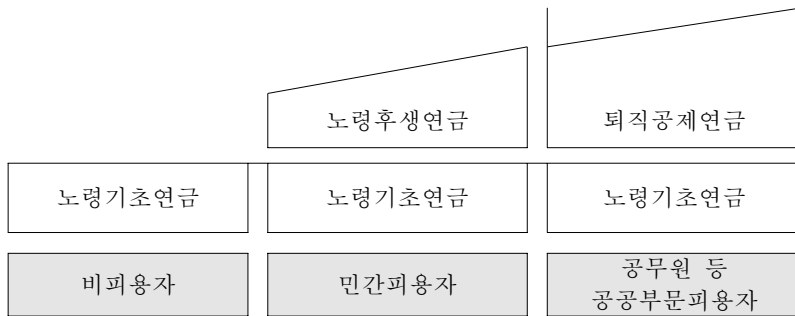 노령후생연금
퇴직공제연금
노령기초연금
노령기초연금
노령기초연금
비피용자
민간피용자
공무원 등
공공부문피용자